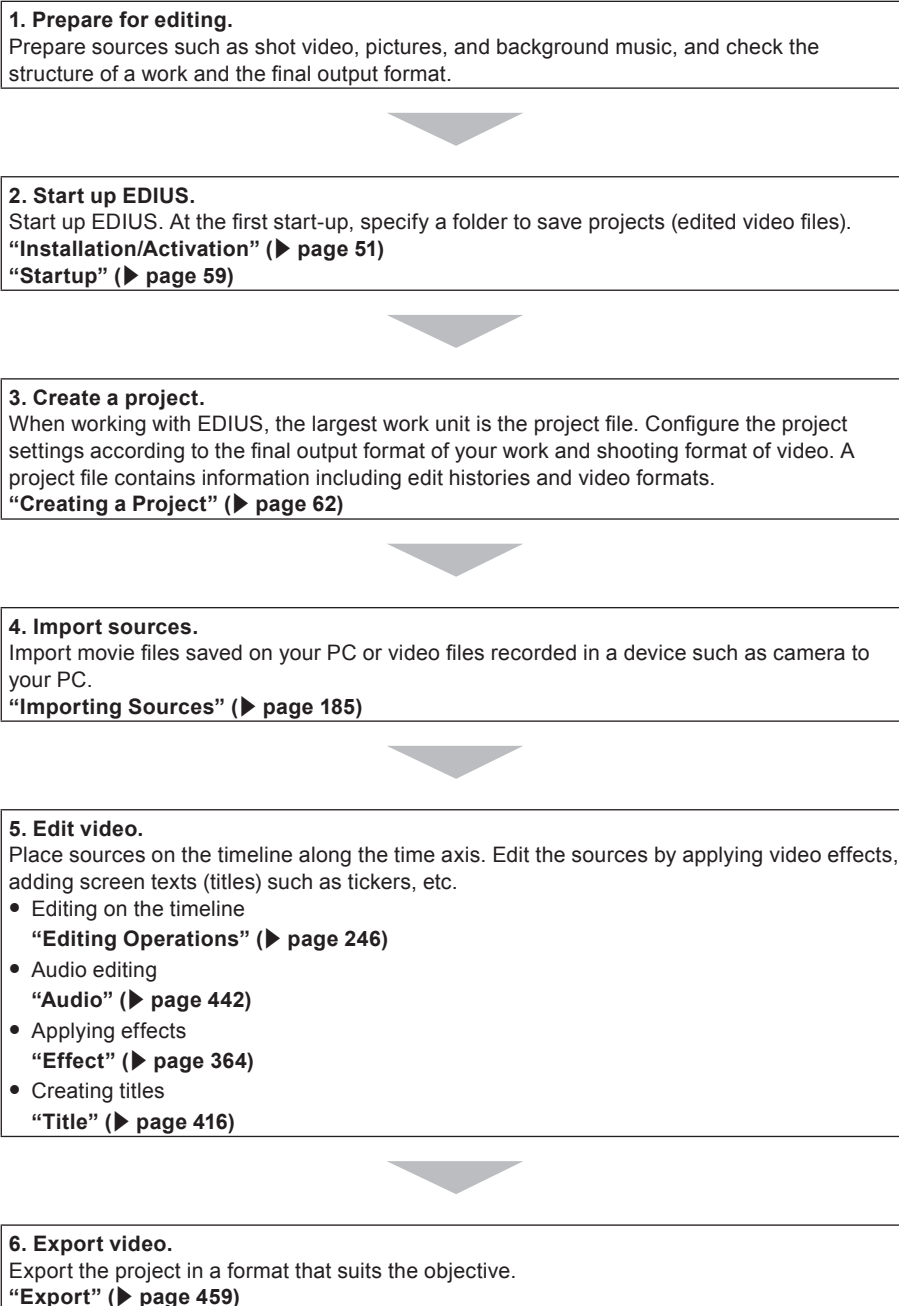 1. Prepare for editing.
Prepare sources such as shot video, pictures, and background music, and check the
structure of a work and the final output format.
2. Start up EDIUS.
Start up EDIUS. At the first start-up, specify a folder to save projects (edited video files).
“Installation/Activation” (▶ page 51)
“Startup” (▶ page 59)
3. Create a project.
When working with EDIUS, the largest work unit is the project file. Configure the project
settings according to the final output format of your work and shooting format of video. A
project file contains information including edit histories and video formats.
“Creating a Project” (▶ page 62)
4. Import sources.
Import movie files saved on your PC or video files recorded in a device such as camera to
your PC.
“Importing Sources” (▶ page 185)
5. Edit video.
Place sources on the timeline along the time axis. Edit the sources by applying video effects,
adding screen texts (titles) such as tickers, etc.
• Editing on the timeline
“Editing Operations” (▶ page 246)
• Audio editing
“Audio” (▶ page 442)
• Applying effects
“Effect” (▶ page 364)
• Creating titles
“Title” (▶ page 416)
6. Export video.
Export the project in a format that suits the objective.
“Export” (▶ page 459)